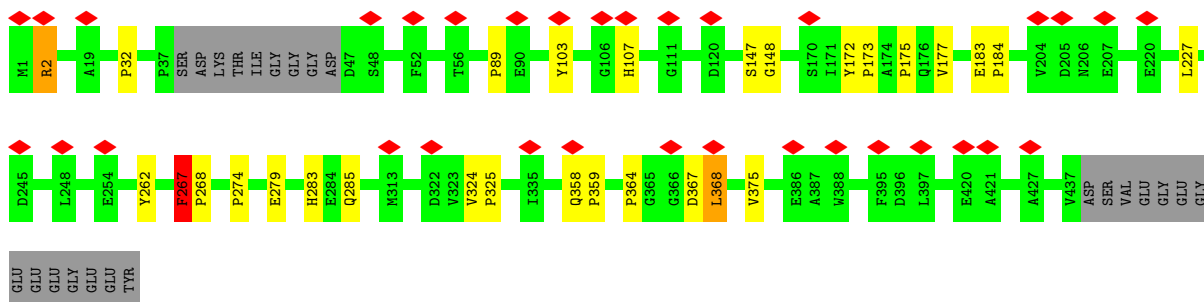 M1 R2 A19 P32 P37 SER ASP LYS THR ILE GLY GLY GLY ASP D47 S48 F52 T56 P89 E90 Y103 G106 H107 G111 D120 S147 G148 S170 I171 Y172 P173 A174 P175 Q176 V177 E183 P184 V204 D205 N206 E207 E220 L227
D245 L248 E254 Y262 F267 P268 P274 E279 H283 E284 Q285 M313 D322 V323 V324 P325 I335 Q358 P359 P364 G365 G366 D367 L368 V375 E386 A387 W388 F395 D396 L397 E420 A421 A427 V437 ASP SER VAL GLU GLY GLU GLY
GLU GLU GLU GLY GLU GLU TYR